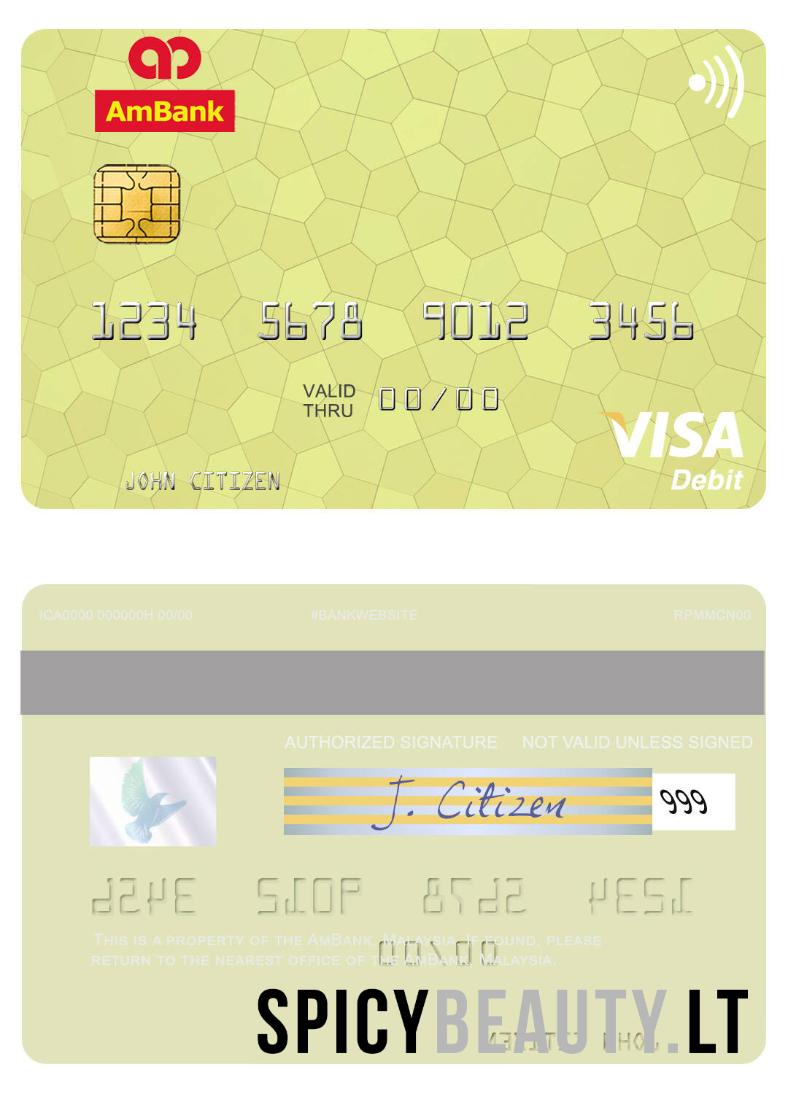 AmBank
1234 5678 9012 3456
VALID THRU 00/00
VISA
Debit
JOHN CITIZEN
ICA0000 000000H 00/00 #BANKWEBSITE RPMMCN00
AUTHORIZED SIGNATURE NOT VALID UNLESS SIGNED
J. Citizen 999
THIS IS A PROPERTY OF THE AMBANK, MALAYSIA. IF FOUND, PLEASE
RETURN TO THE NEAREST OFFICE OF THE AMBANK, MALAYSIA.
SPICYBEAUTY.LT